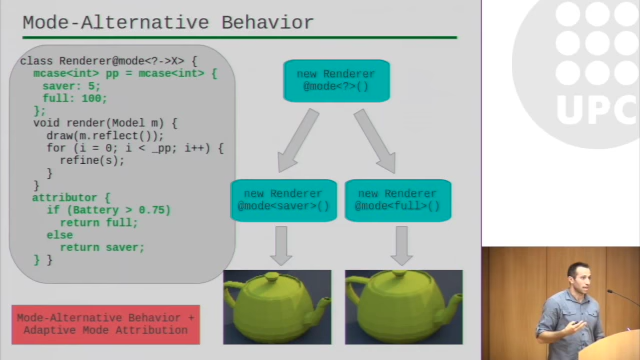 Mode-Alternative Behavior
class Renderer@mode<?->X> {
mcase<int> pp = mcase<int> {
saver: 5;
full: 100;
};
void render(Model m) {
draw(m.reflect());
for (i = 0; i < _pp; i++) {
refine(s);
}
}
attributor {
if (Battery > 0.75)
return full;
else
return saver;
} }
new Renderer
@mode<?>()
new Renderer
@mode<saver>()
new Renderer
@mode<full>()
Mode-Alternative Behavior +
Adaptive Mode Attribution
UPC